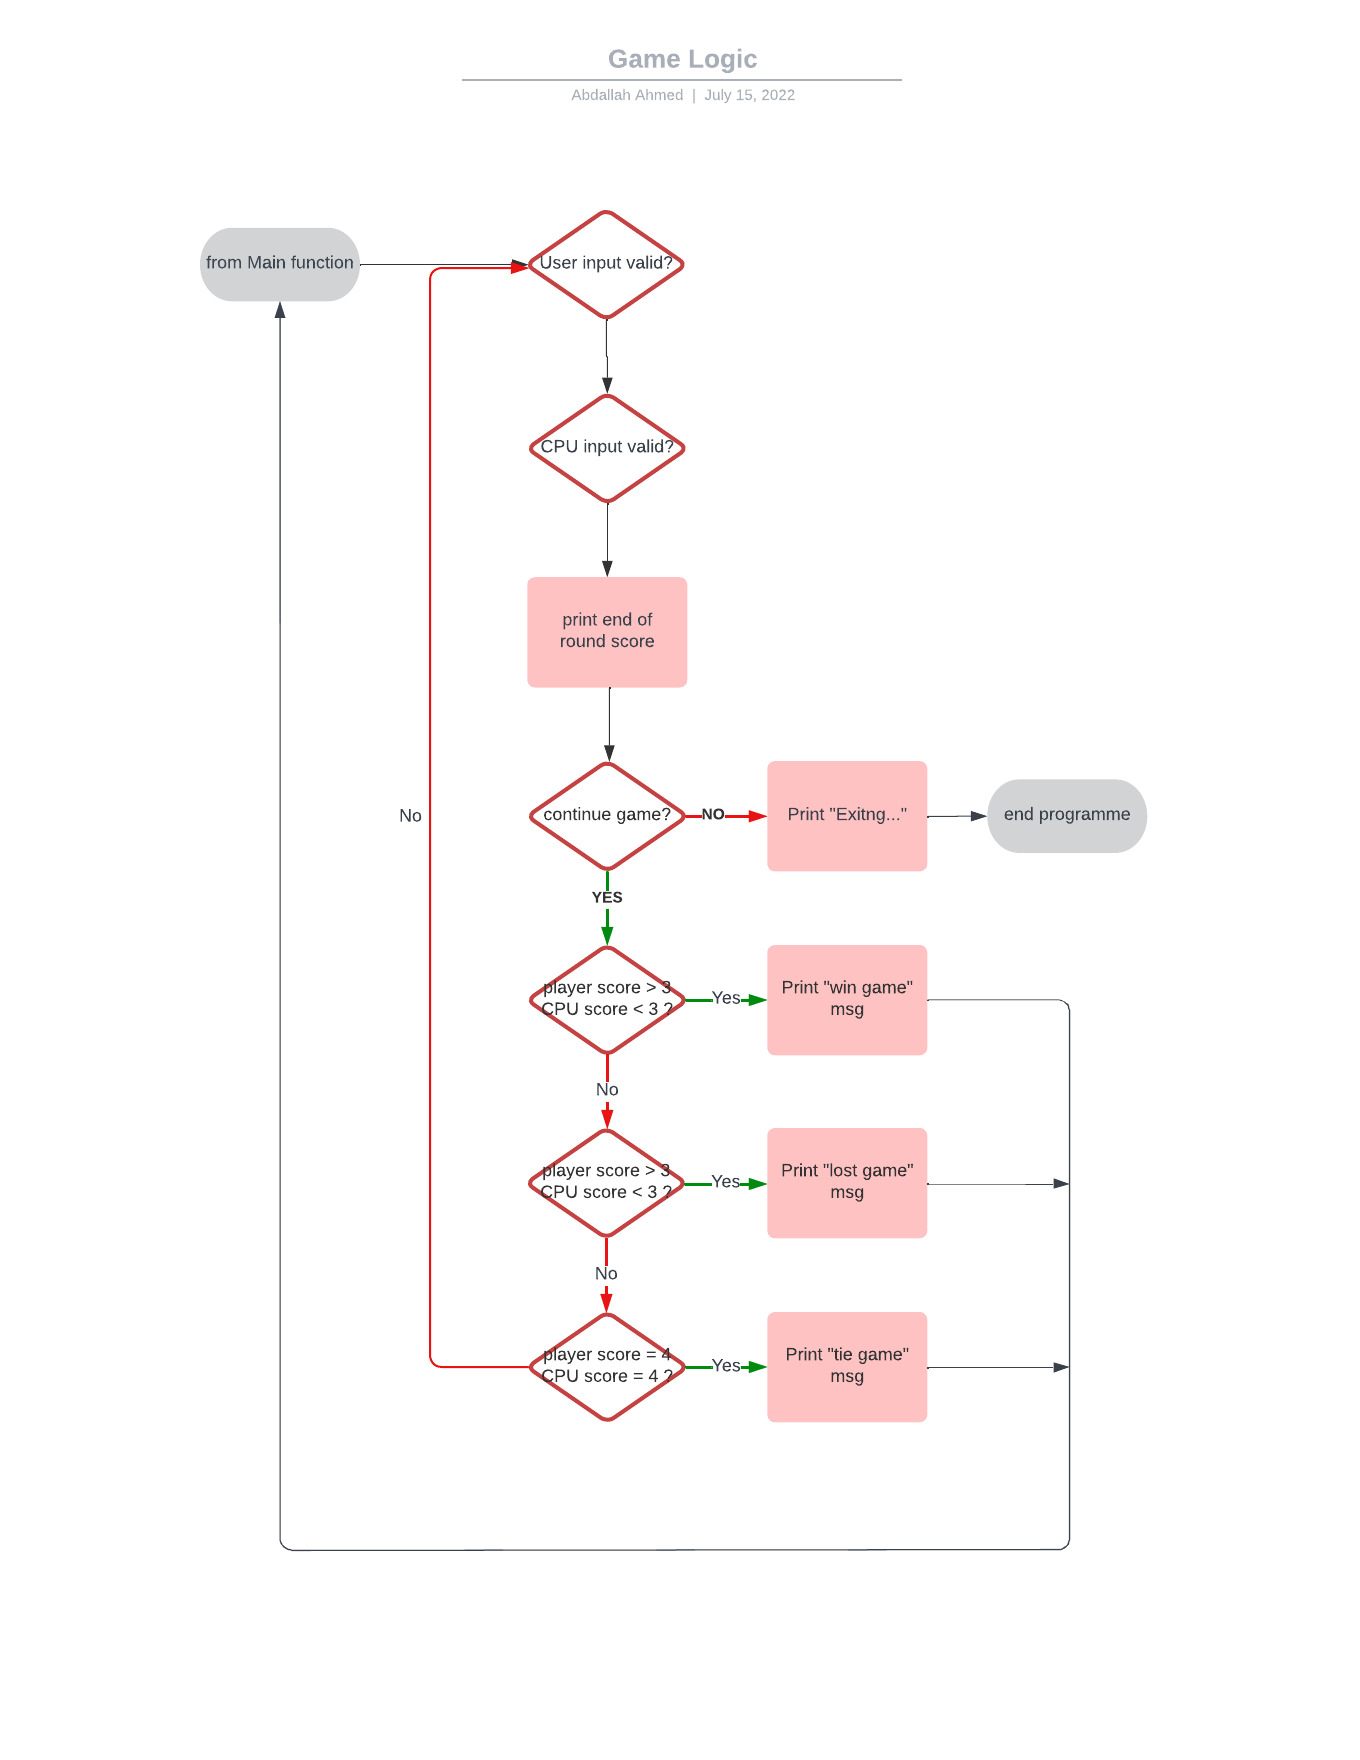 Game Logic
Abdallah Ahmed | July 15, 2022
from Main function
User input valid?
CPU input valid?
print end of
round score
continue game?
NO
Print "Exitng..."
end programme
No
YES
player score > 3
CPU score < 3 ?
Yes
Print "win game"
msg
No
player score > 3
CPU score < 3 ?
Yes
Print "lost game"
msg
No
player score = 4
CPU score = 4 ?
Yes
Print "tie game"
msg